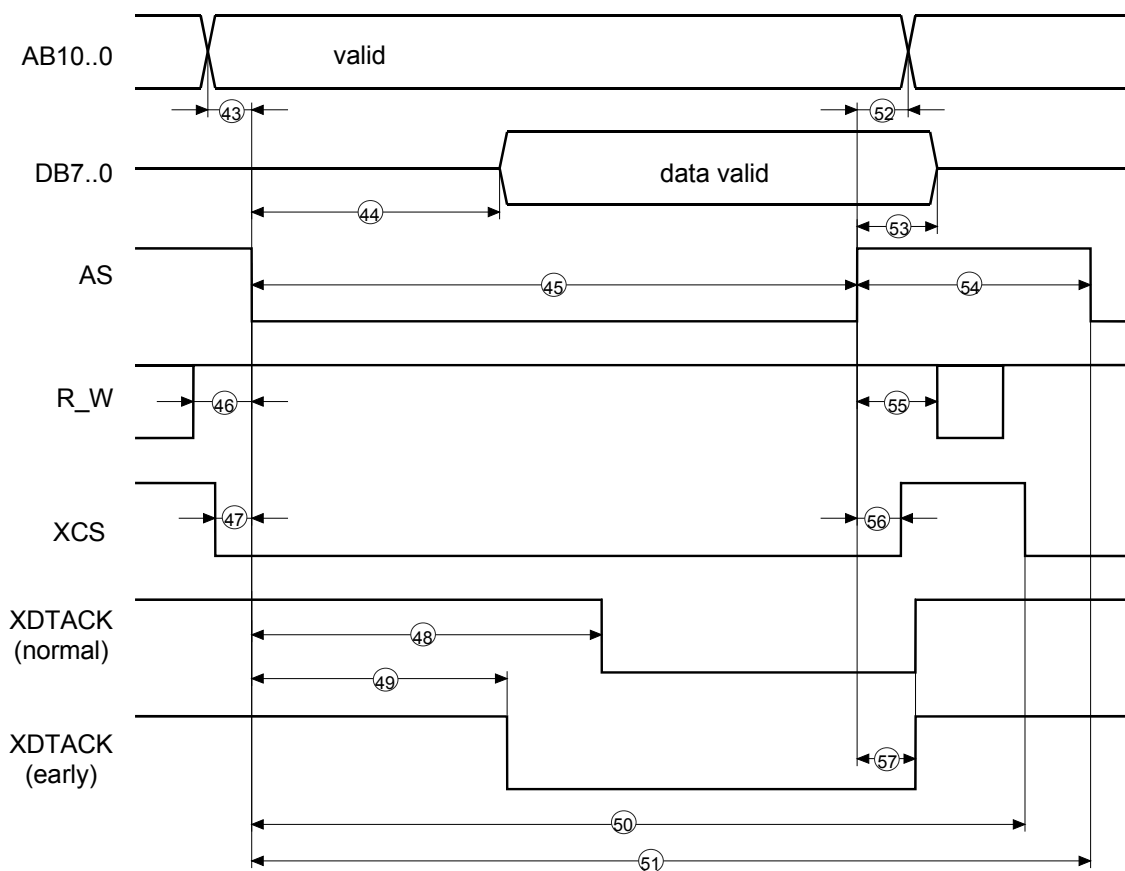 AB10..0
valid
43
52
DB7..0
data valid
44
53
AS
45
54
R_W
46
55
XCS
47
56
XDTACK
(normal)
48
49
XDTACK
(early)
57
50
51